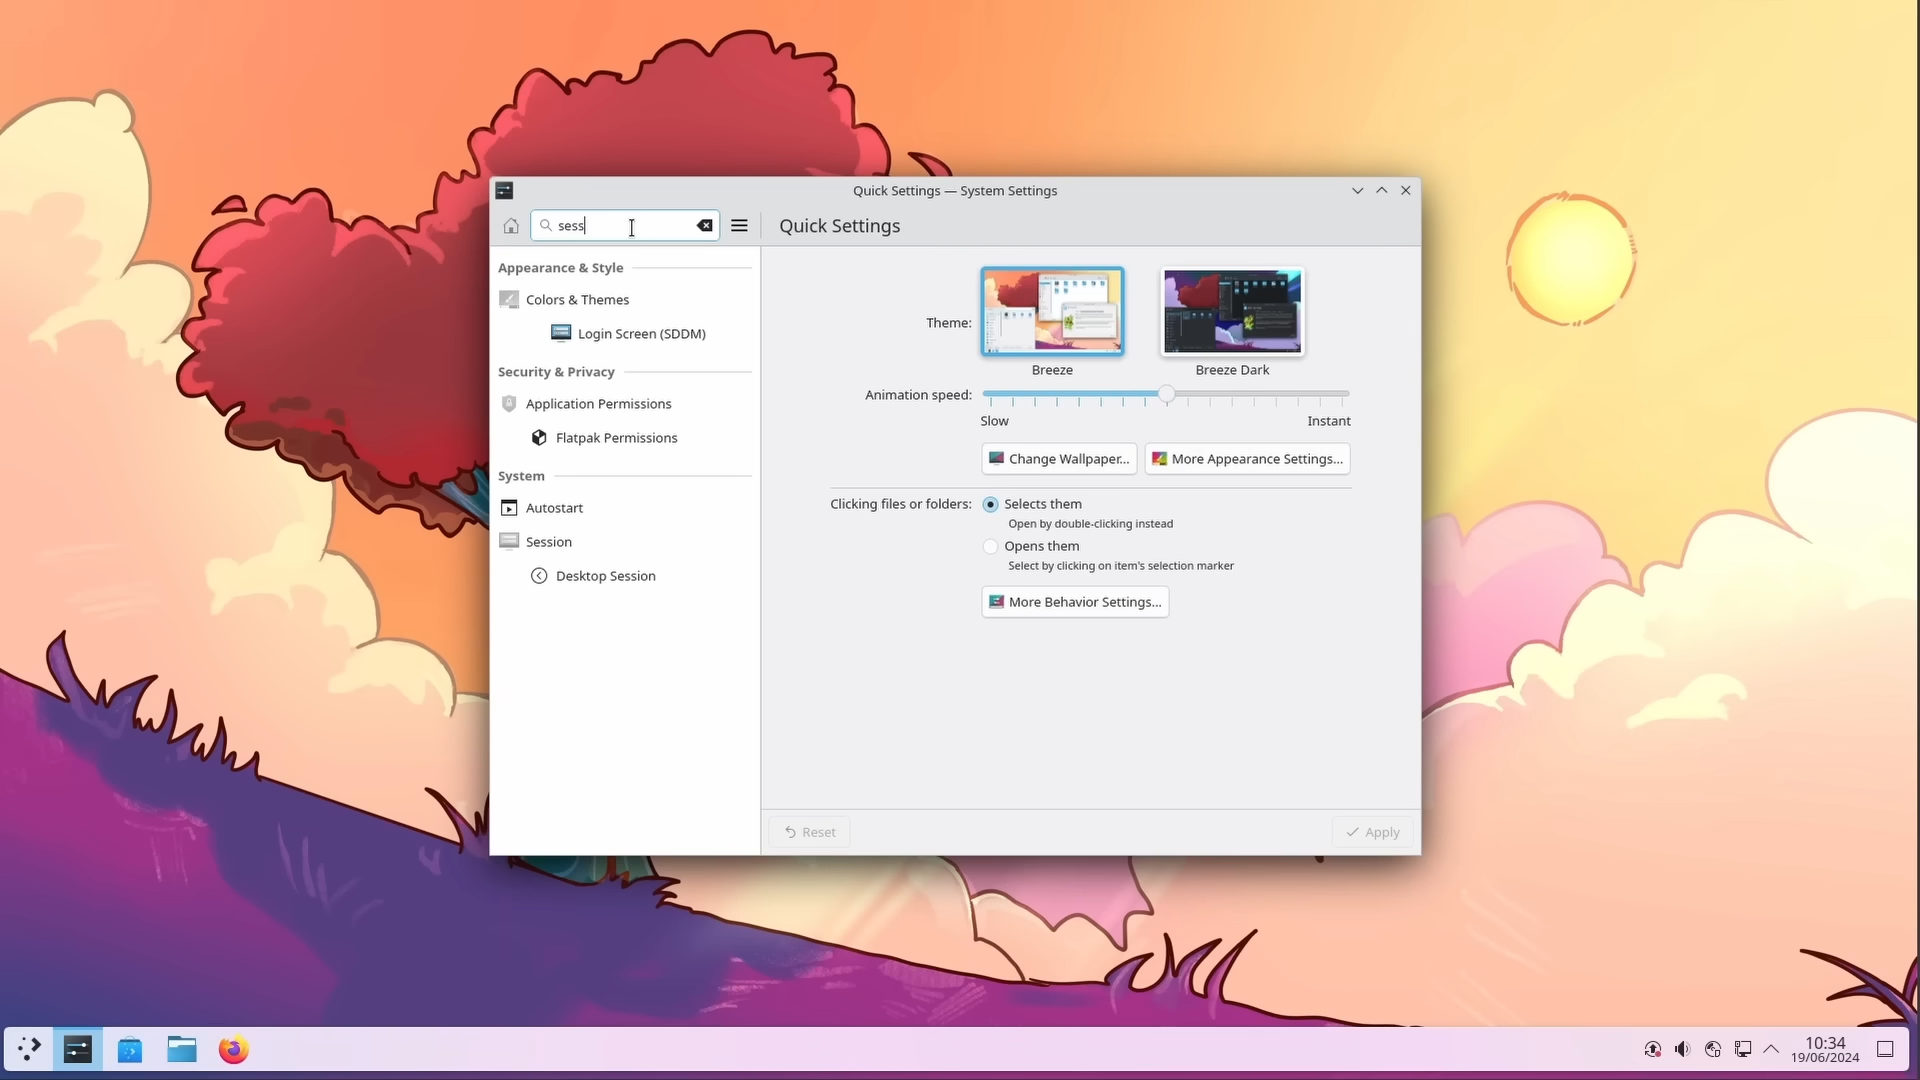 Quick Settings — System Settings
sess
Quick Settings
Appearance & Style
Colors & Themes
Login Screen (SDDM)
Security & Privacy
Application Permissions
Flatpak Permissions
System
Autostart
Session
Desktop Session
Theme:
Breeze
Breeze Dark
Animation speed:
Slow
Instant
Change Wallpaper...
More Appearance Settings...
Clicking files or folders:
Selects them
Open by double-clicking instead
Opens them
Select by clicking on item's selection marker
More Behavior Settings...
Reset
Apply
10:34
19/06/2024